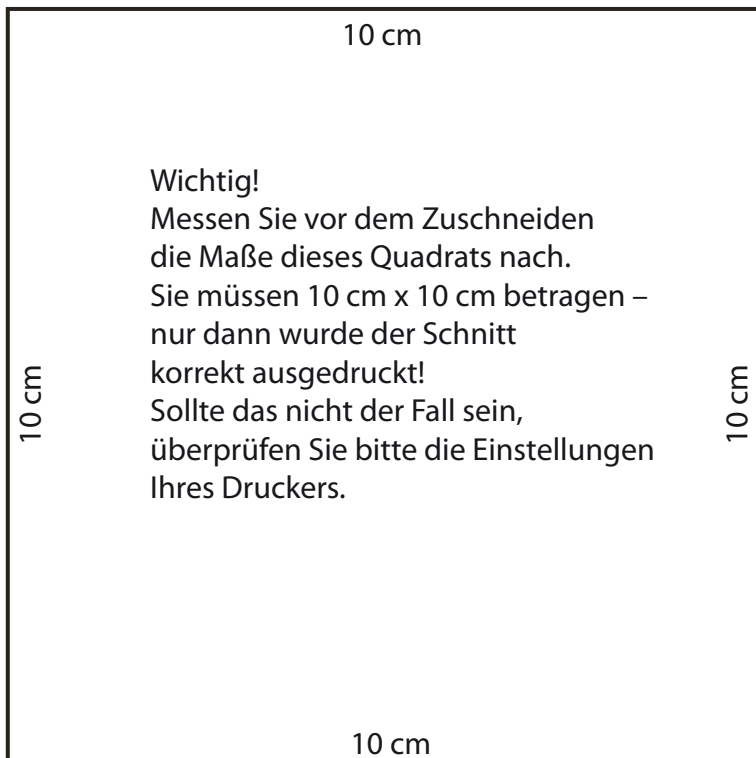 10 cm
Wichtig!
Messen Sie vor dem Zuschneiden
die Maße dieses Quadrats nach.
Sie müssen 10 cm x 10 cm betragen –
nur dann wurde der Schnitt
korrekt ausgedruckt!
Sollte das nicht der Fall sein,
überprüfen Sie bitte die Einstellungen
Ihres Druckers.
10 cm
10 cm
10 cm